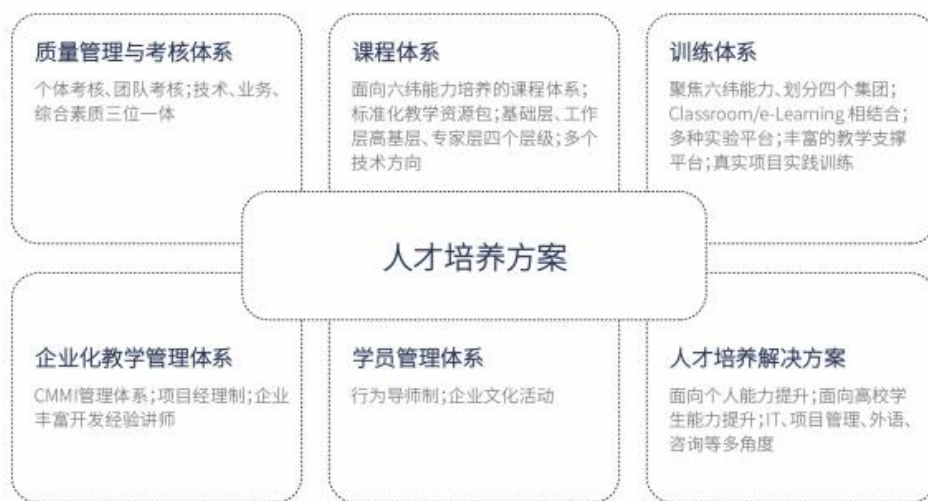 质量管理与考核体系
个体考核、团队考核;技术、业务、
综合素质三位一体
课程体系
面向六纬能力培养的课程体系;
标准化教学资源包;基础层、工作
层高基层、专家层四个层级;多个
技术方向
训练体系
聚焦六纬能力、划分四个集团;
Classroom/e-Learning 相结合;
多种实验平台;丰富的教学支撑
平台;真实项目实践训练
人才培养方案
企业化教学管理体系
CMMI管理体系;项目经理制;企业
丰富开发经验讲师
学员管理体系
行为导师制;企业文化活动
人才培养解决方案
面向个人能力提升;面向高校学
生能力提升;IT、项目管理、外语、
咨询等多角度